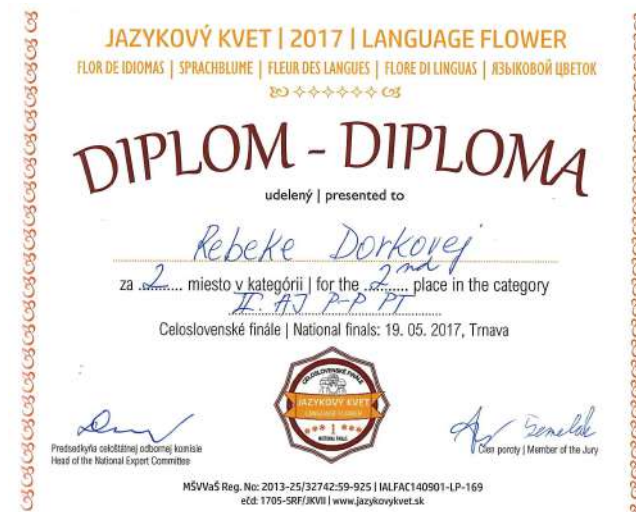 JAZYKOVÝ KVET | 2017 | LANGUAGE FLOWER
FLOR DE IDIOMAS | SPRACHBLUME | FLEUR DES LANGUES | FLORE DI LINGUAS | ЯЗЫКОВОЙ ЦВЕТОК
DIPLOM - DIPLOMA
udelený | presented to
Rebeke Dorkovej
za 2 miesto v kategórii | for the 2nd place in the category
II. AJ P-P PT
Celoslovenské finále | National finals: 19. 05. 2017, Trnava
CELOSLOVENSKÉ FINÁLE
JAZYKOVÝ KVET
LANGUAGE FLOWER
NATIONAL FINALS
Predsedkyňa celoštátnej odbornej komisie
Head of the National Expert Committee
Člen poroty | Member of the Jury
MŠVVaŠ Reg. No: 2013-25/32742:59-925 | IALFAC140901-LP-169
ečd: 1705-SRF/JKVII | www.jazykovykvet.sk